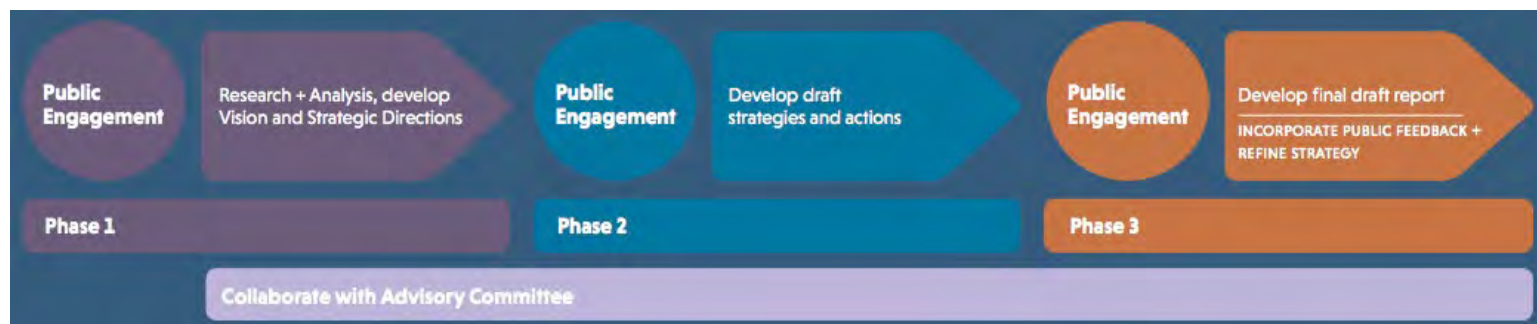 Public
Engagement
Research + Analysis, develop
Vision and Strategic Directions
Public
Engagement
Develop draft
strategies and actions
Public
Engagement
Develop final draft report
INCORPORATE PUBLIC FEEDBACK +
REFINE STRATEGY
Phase 1
Phase 2
Phase 3
Collaborate with Advisory Committee